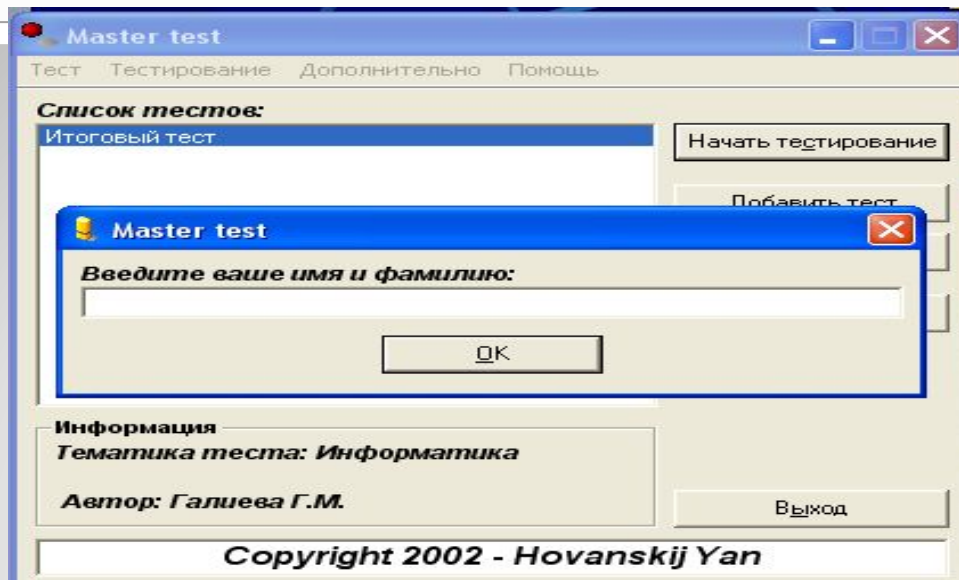 Master test
Тест Тестирование Дополнительно Помощь
Список тестов:
Итоговый тест
Начать тестирование
Добавить тест
Master test
Введите ваше имя и фамилию:
OK
Информация
Тематика теста: Информатика
Автор: Галиева Г.М.
Выход
Copyright 2002 - Hovanskij Yan